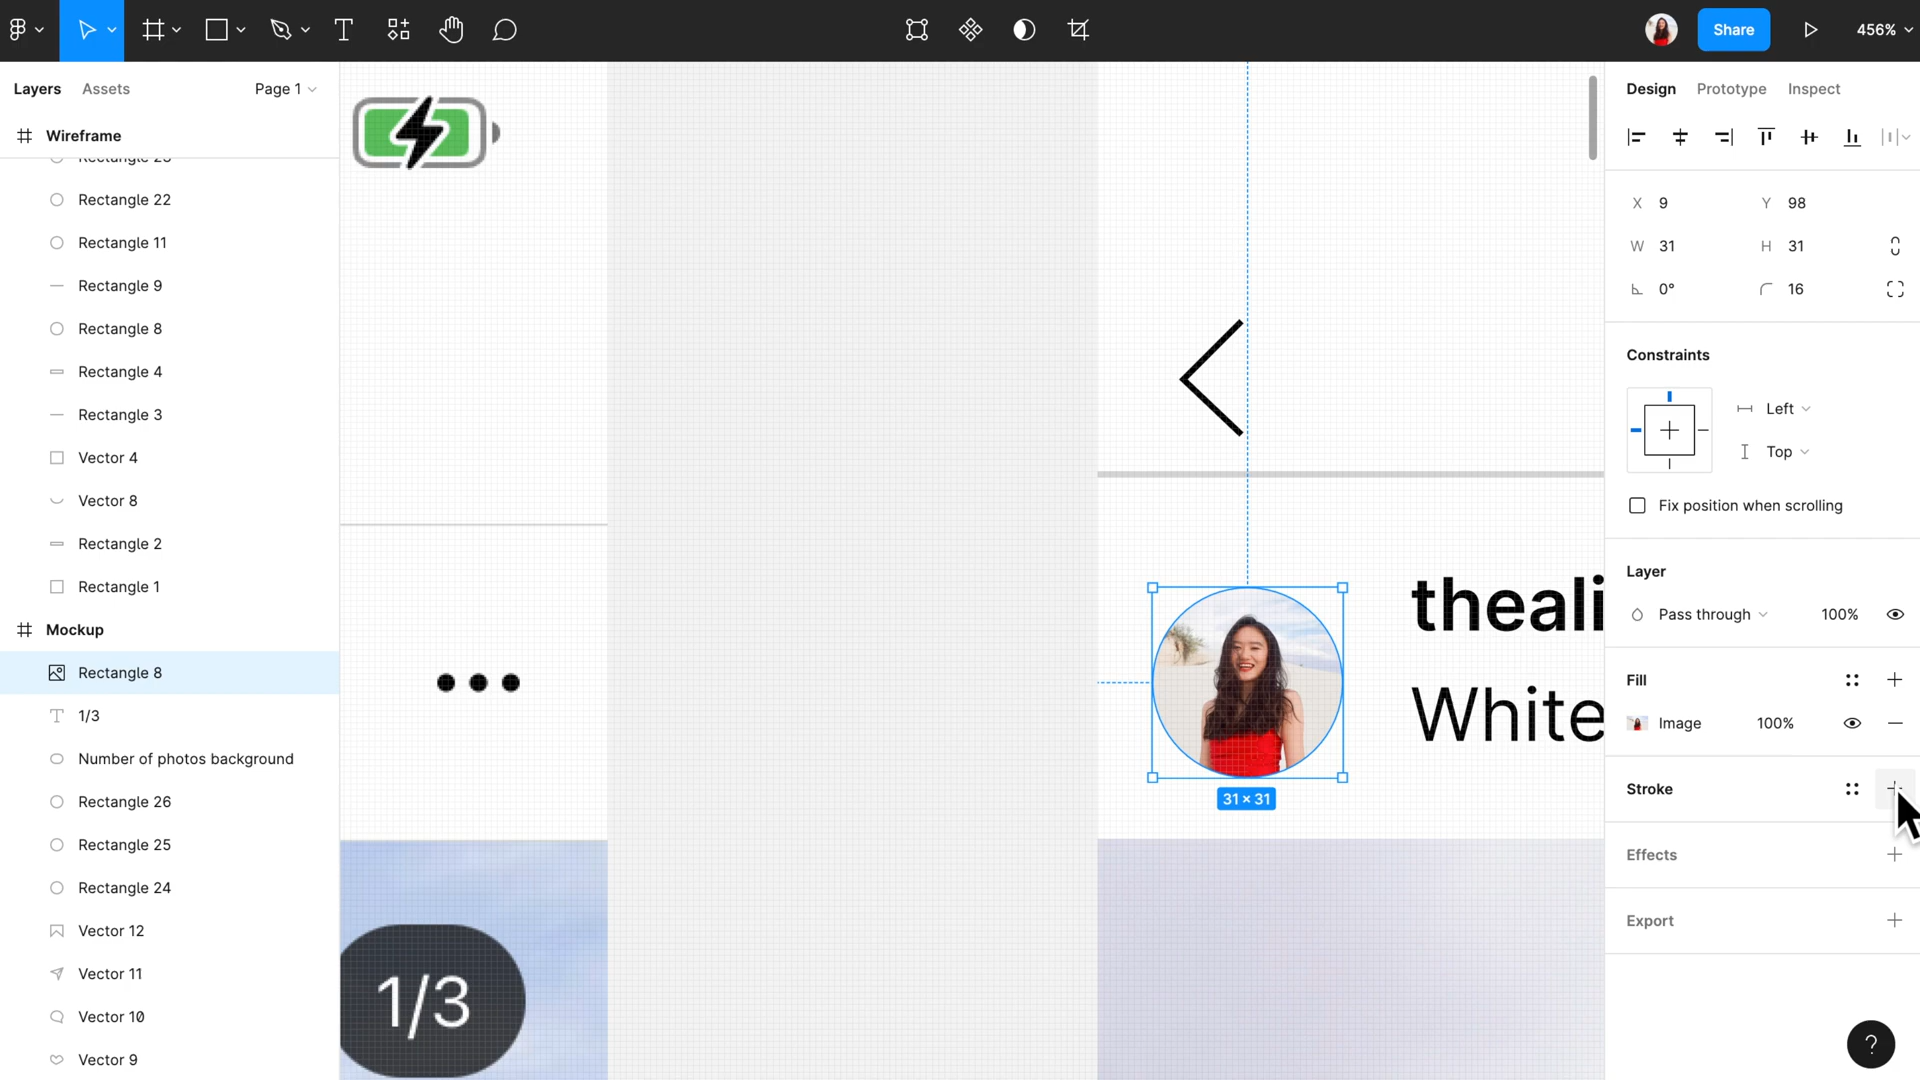 Share
456%
Layers
Assets
Page 1
Wireframe
Rectangle 22
Rectangle 11
Rectangle 9
Rectangle 8
Rectangle 4
Rectangle 3
Vector 4
Vector 8
Rectangle 2
Rectangle 1
Mockup
Rectangle 8
1/3
Number of photos background
Rectangle 26
Rectangle 25
Rectangle 24
Vector 12
Vector 11
Vector 10
Vector 9
1/3
theali
White
31 × 31
Design
Prototype
Inspect
X 9
Y 98
W 31
H 31
0°
16
Constraints
Left
Top
Fix position when scrolling
Layer
Pass through
100%
Fill
Image
100%
Stroke
Effects
Export
?